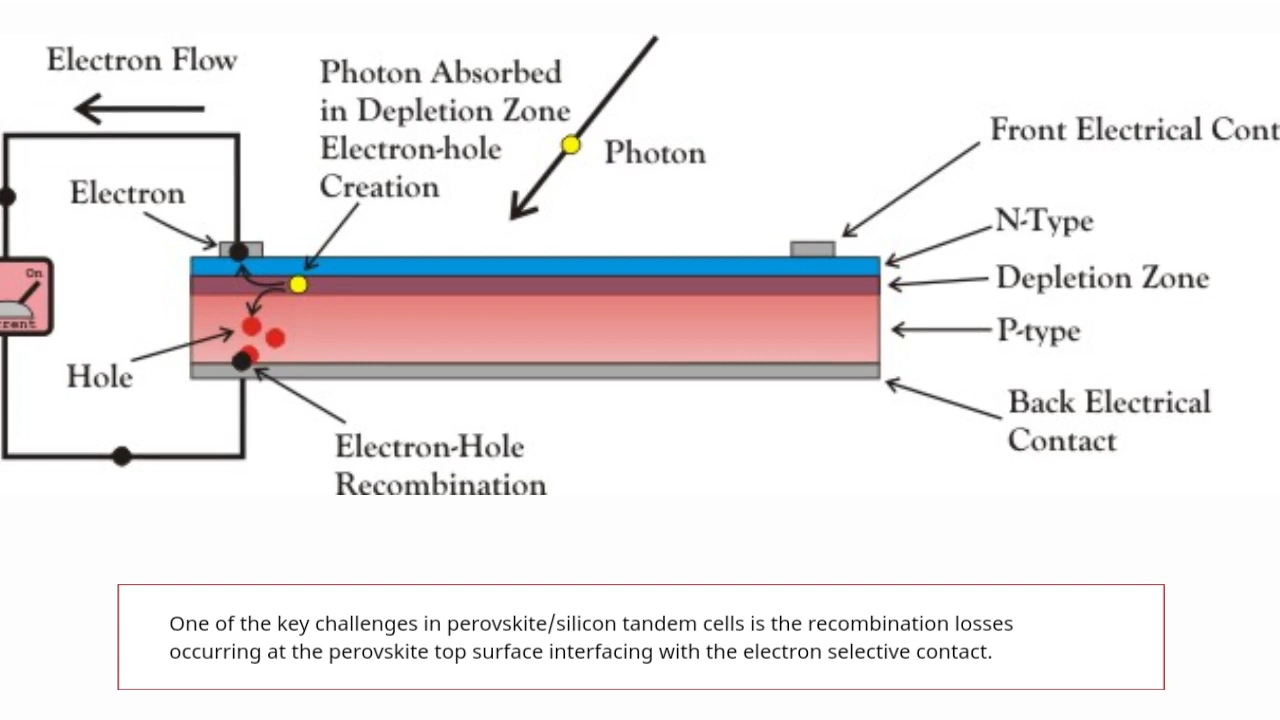 Electron Flow
Photon Absorbed
in Depletion Zone
Electron-hole
Creation
Photon
Front Electrical Cont
Electron
N-Type
Depletion Zone
P-type
On
rent
Hole
Back Electrical
Contact
Electron-Hole
Recombination
One of the key challenges in perovskite/silicon tandem cells is the recombination losses
occurring at the perovskite top surface interfacing with the electron selective contact.